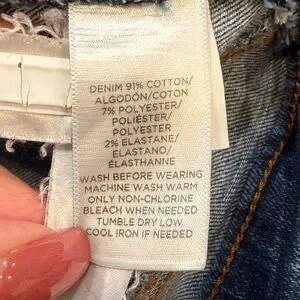 DENIM 91% COTTON/
ALGODÓN/COTON
7% POLYESTER/
POLIÉSTER/
POLYESTER
2% ELASTANE/
ELASTANO/
ÉLASTHANNE
WASH BEFORE WEARING
MACHINE WASH WARM
ONLY NON-CHLORINE
BLEACH WHEN NEEDED
TUMBLE DRY LOW
COOL IRON IF NEEDED